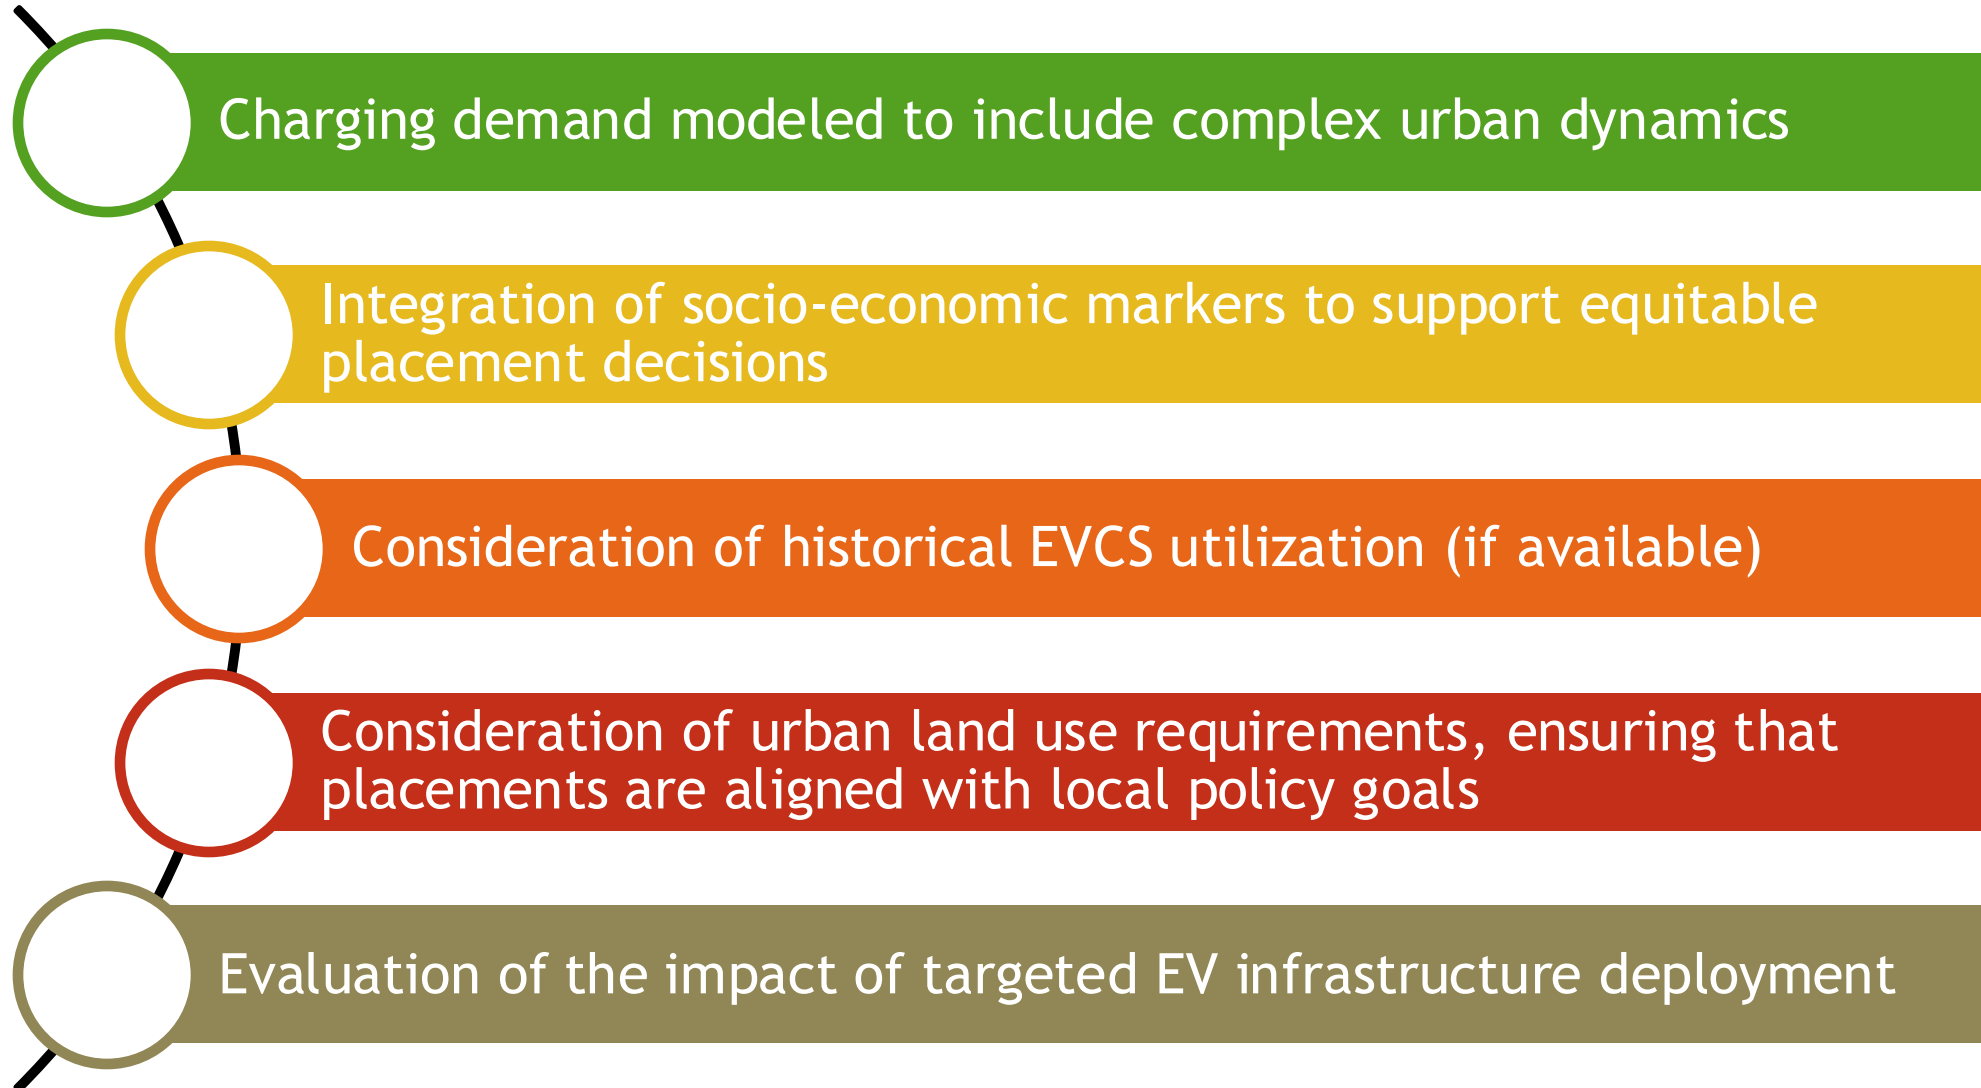 Charging demand modeled to include complex urban dynamics
Integration of socio-economic markers to support equitable
placement decisions
Consideration of historical EVCS utilization (if available)
Consideration of urban land use requirements, ensuring that
placements are aligned with local policy goals
Evaluation of the impact of targeted EV infrastructure deployment